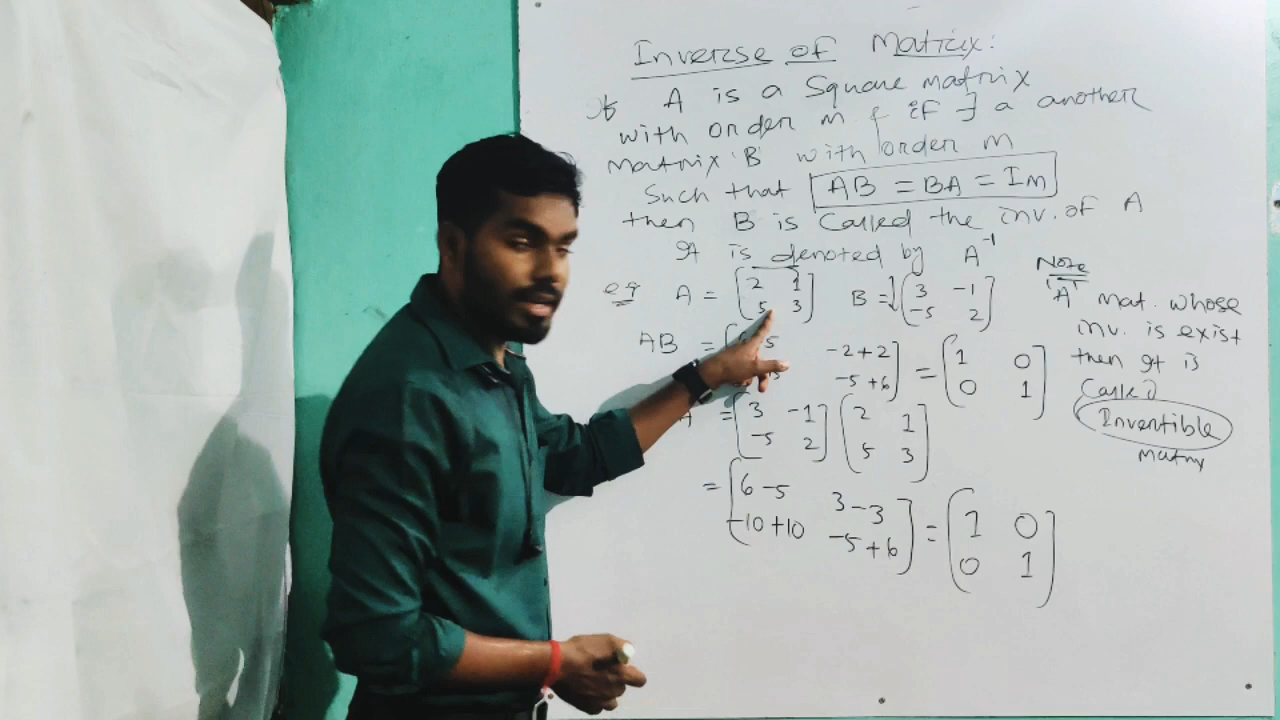 Inverse of Matrix:
If A is a Square matrix
with order m & if ∃ a another
matrix 'B' with order m
Such that AB = BA = Im
then B is Called the inv. of A
It is denoted by A⁻¹
eg A = [2 1 B = [3 -1
5 3] -5 2]
AB = -2+2] = [1 0
-5+6 0 1]
A = [3 -1] [2 1
-5 2 5 3]
= [6-5 3-3] = [1 0
-10+10 -5+6 0 1]
Note
'A' mat. whose
inv. is exist
then It is
Called
Invertible
matrix